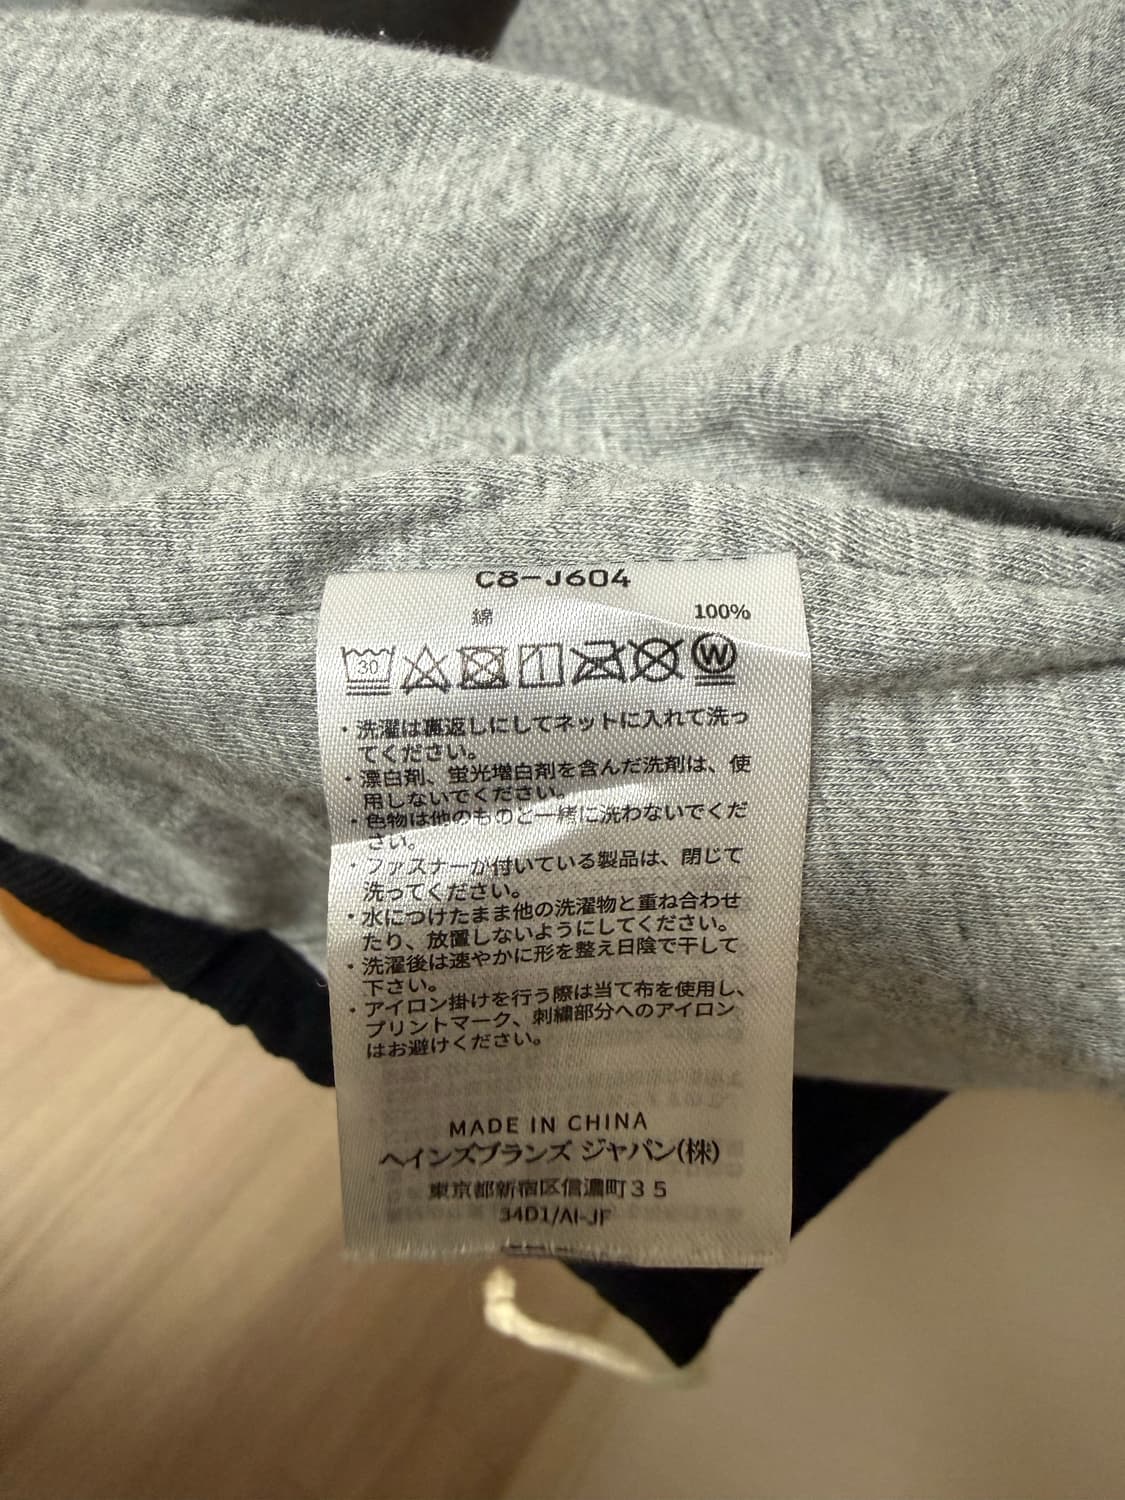 C8-J604
綿 100%
30 W
・洗濯は裏返しにしてネットに入れて洗っ
てください。
・漂白剤、蛍光増白剤を含んだ洗剤は、使
用しないでください。
・色物は他のものと一緒に洗わないでくだ
さい。
・ファスナーが付いている製品は、閉じて
洗ってください。
・水につけたまま他の洗濯物と重ね合わせ
たり、放置しないようにしてください。
・洗濯後は速やかに形を整え日陰で干して
下さい。
・アイロン掛けを行う際は当て布を使用し、
プリントマーク、刺繍部分へのアイロン
はお避けください。
MADE IN CHINA
ヘインズブランズ ジャパン(株)
東京都新宿区信濃町35
34D1/AI-JF